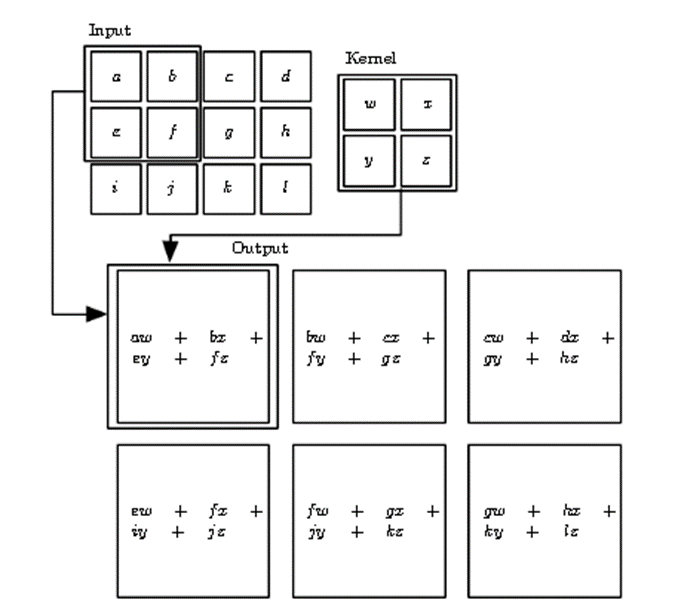 Input
a b c d
e f g h
i j k l
Kernel
w x
y z
Output
aw + bx +
ey + fz
bw + cx +
fy + gz
cw + dx +
gy + hz
ew + fx +
iy + jz
fw + gx +
jy + kz
gw + hx +
ky + lz